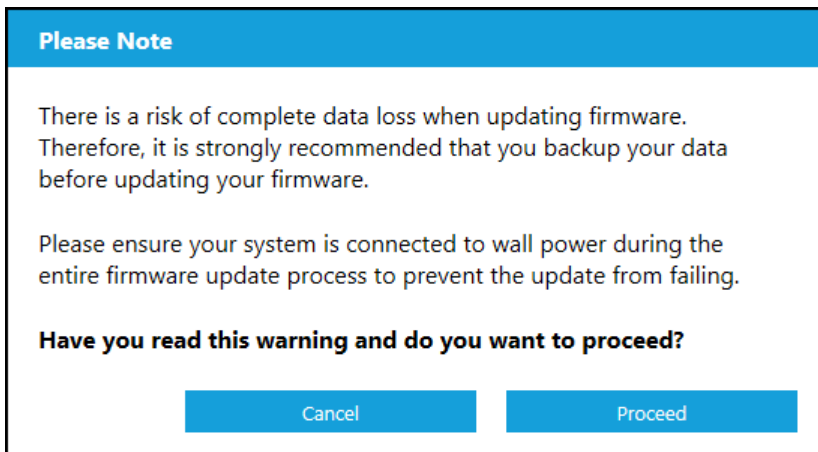 Please Note
There is a risk of complete data loss when updating firmware.
Therefore, it is strongly recommended that you backup your data
before updating your firmware.
Please ensure your system is connected to wall power during the
entire firmware update process to prevent the update from failing.
Have you read this warning and do you want to proceed?
Cancel
Proceed